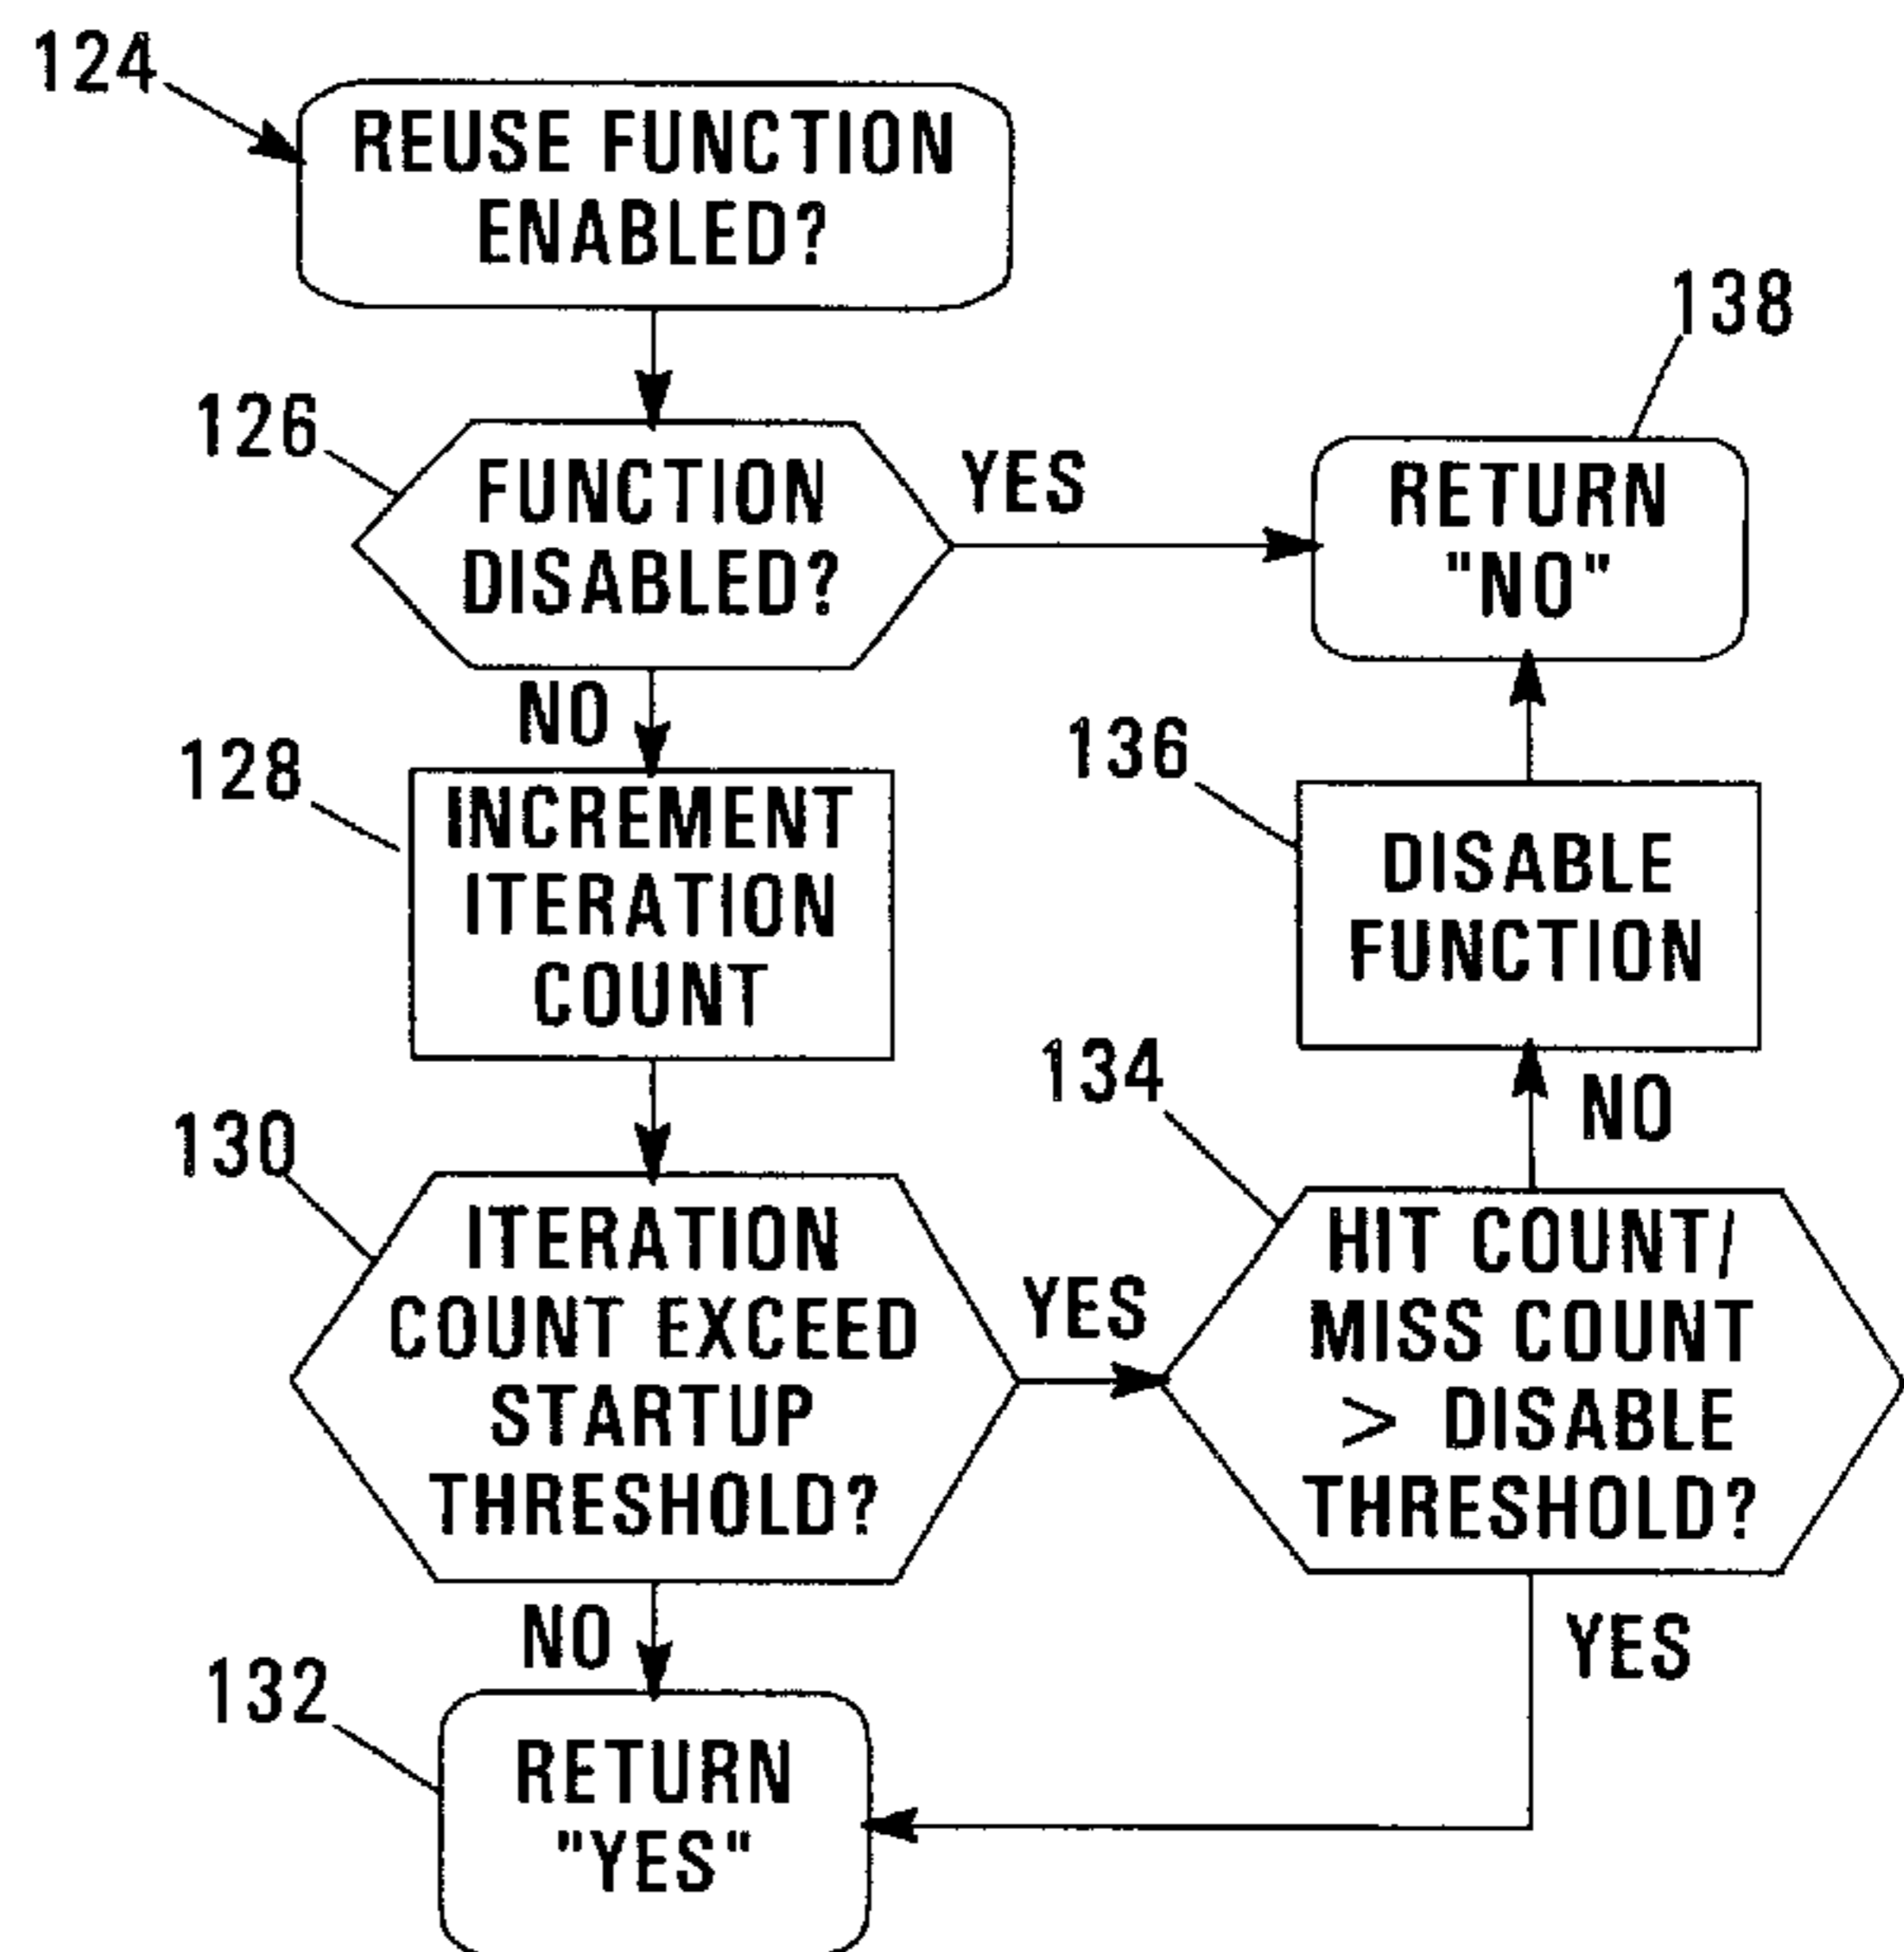 124
REUSE FUNCTION
ENABLED?
138
126
FUNCTION
DISABLED?
YES
RETURN
"NO"
NO
128
INCREMENT
ITERATION
COUNT
136
DISABLE
FUNCTION
134
NO
130
ITERATION
COUNT EXCEED
STARTUP
THRESHOLD?
YES
HIT COUNT/
MISS COUNT
> DISABLE
THRESHOLD?
NO
YES
132
RETURN
"YES"